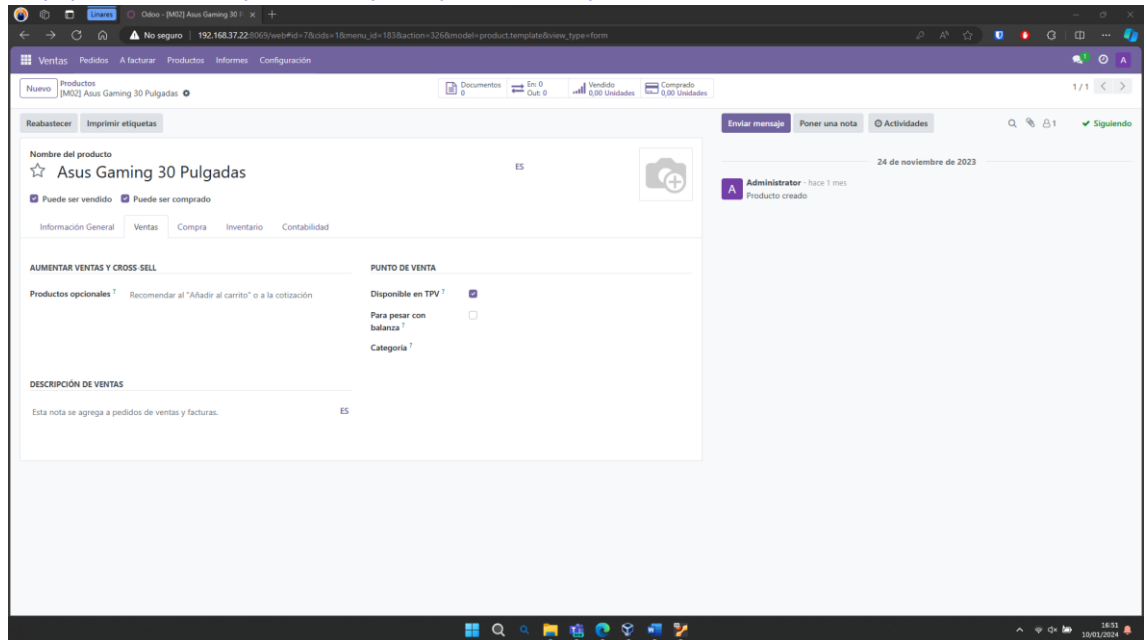 Linares
Odoo - [M02] Asus Gaming 30 P
No seguro
192.168.37.22:8069/web#id=7&cids=1&menu_id=183&action=326&model=product.template&view_type=form
Ventas Pedidos A facturar Productos Informes Configuración
1
A
Nuevo
Productos
[M02] Asus Gaming 30 Pulgadas
Documentos
0
En: 0
Out: 0
Vendido
0,00 Unidades
Comprado
0,00 Unidades
1 / 1
Reabastecer Imprimir etiquetas
Enviar mensaje Poner una nota Actividades
1
Siguiendo
Nombre del producto
Asus Gaming 30 Pulgadas
ES
Puede ser vendido Puede ser comprado
Información General Ventas Compra Inventario Contabilidad
AUMENTAR VENTAS Y CROSS-SELL
Productos opcionales ?
Recomendar al "Añadir al carrito" o a la cotización
PUNTO DE VENTA
Disponible en TPV ?
Para pesar con
balanza ?
Categoría ?
DESCRIPCIÓN DE VENTAS
Esta nota se agrega a pedidos de ventas y facturas.
ES
24 de noviembre de 2023
A
Administrator - hace 1 mes
Producto creado
16:51
10/01/2024